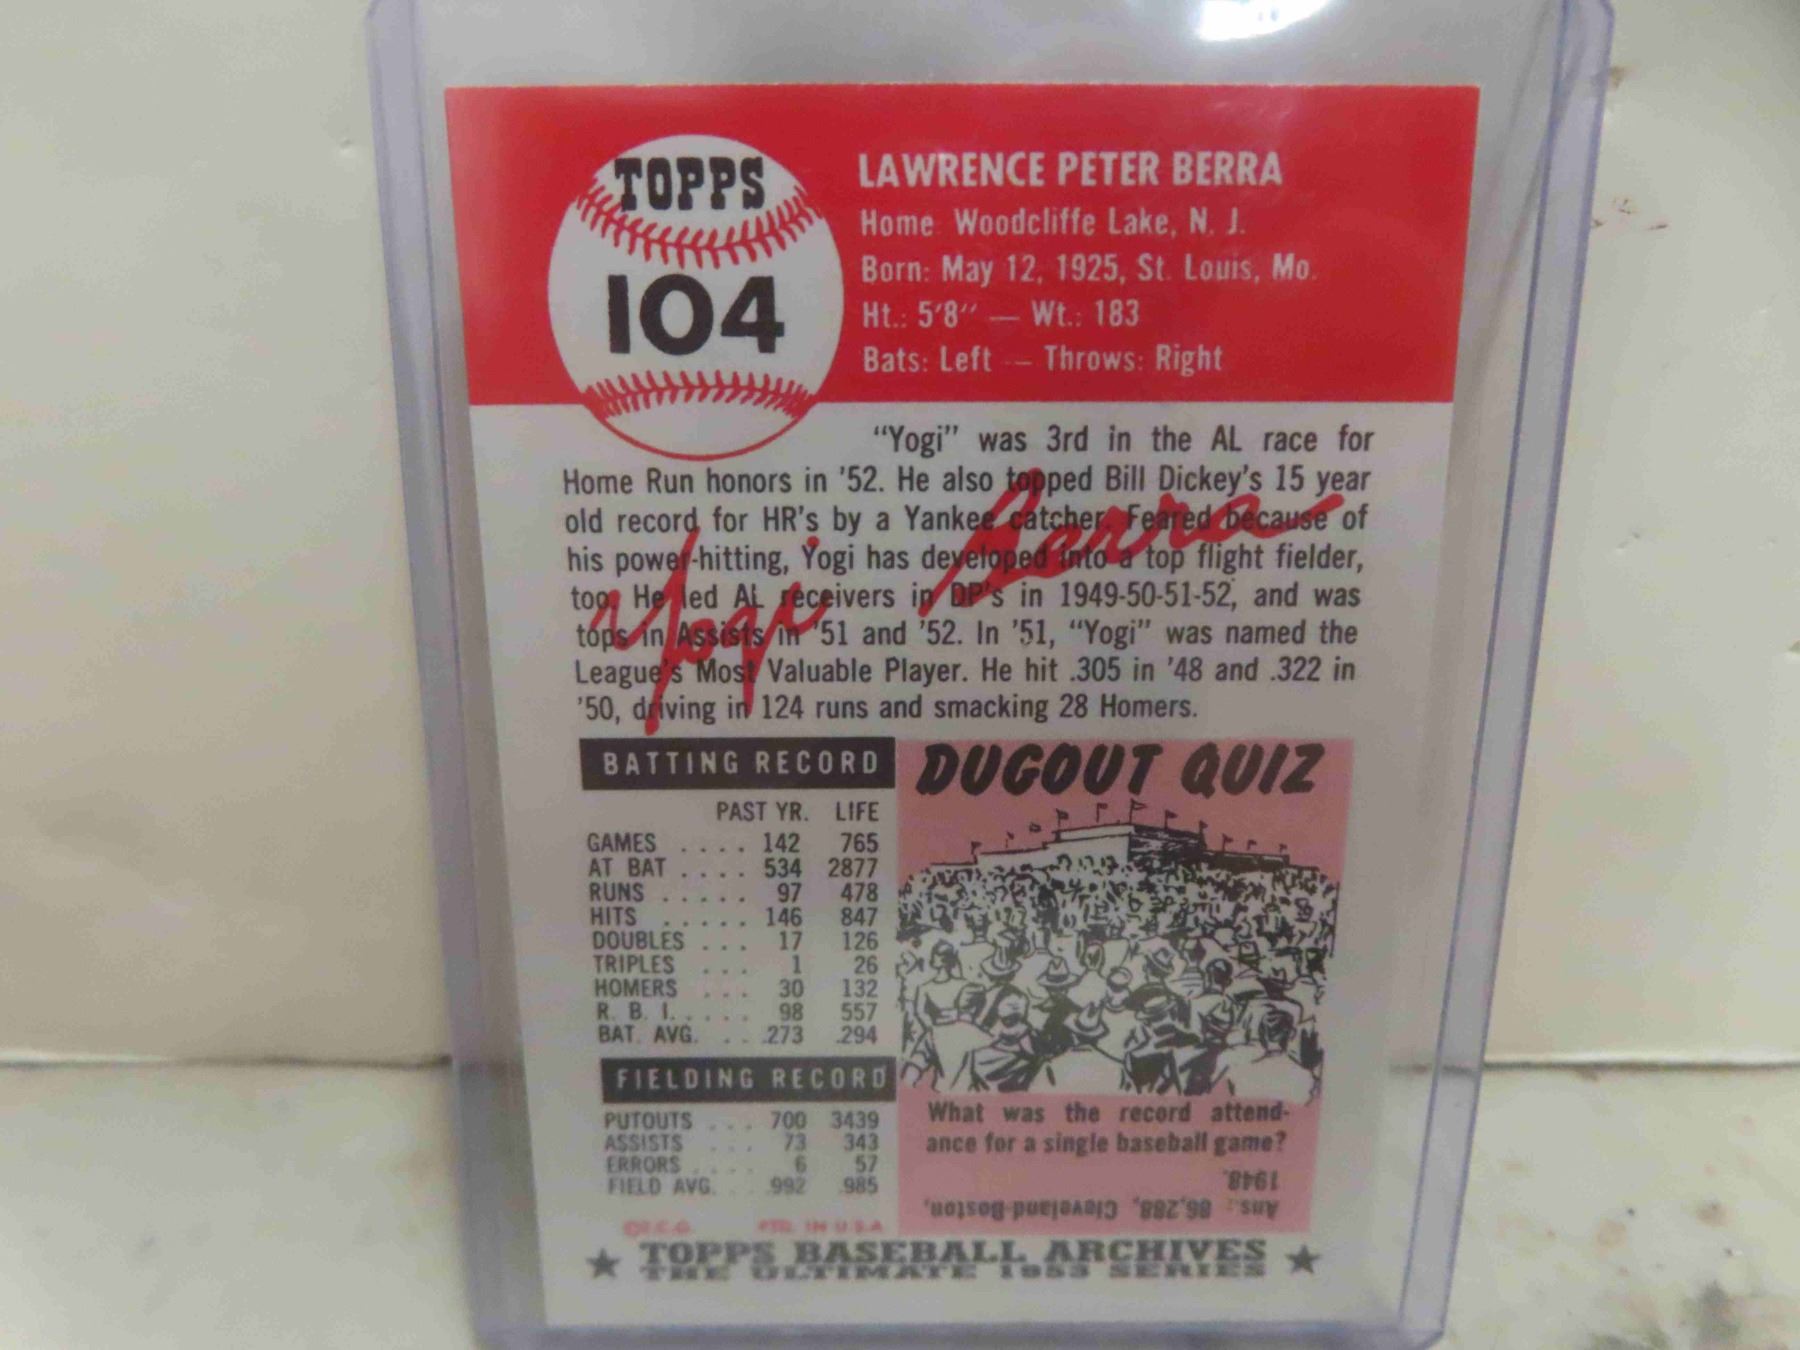 TOPPS
104
LAWRENCE PETER BERRA
Home: Woodcliffe Lake, N. J.
Born: May 12, 1925, St. Louis, Mo.
Ht.: 5'8" — Wt.: 183
Bats: Left — Throws: Right
"Yogi" was 3rd in the AL race for
Home Run honors in '52. He also topped Bill Dickey's 15 year
old record for HR's by a Yankee catcher. Feared because of
his power-hitting, Yogi has developed into a top flight fielder,
too. He led AL receivers in DP's in 1949-50-51-52, and was
tops in Assists in '51 and '52. In '51, "Yogi" was named the
League's Most Valuable Player. He hit .305 in '48 and .322 in
'50, driving in 124 runs and smacking 28 Homers.
Yogi Berra
BATTING RECORD
PAST YR. LIFE
GAMES .... 142 765
AT BAT .... 534 2877
RUNS ..... 97 478
HITS ...... 146 847
DOUBLES ... 17 126
TRIPLES ... 1 26
HOMERS ... 30 132
R. B. I. .... 98 557
BAT. AVG. ... .273 .294
FIELDING RECORD
PUTOUTS ... 700 3439
ASSISTS .... 73 343
ERRORS .... 6 57
FIELD AVG. ... .992 .985
©T.C.G. PTD. IN U.S.A
DUGOUT QUIZ
What was the record attend-
ance for a single baseball game?
Ans.: 86,288, Cleveland-Boston,
1948.
★ TOPPS BASEBALL ARCHIVES ★
THE ULTIMATE 1953 SERIES